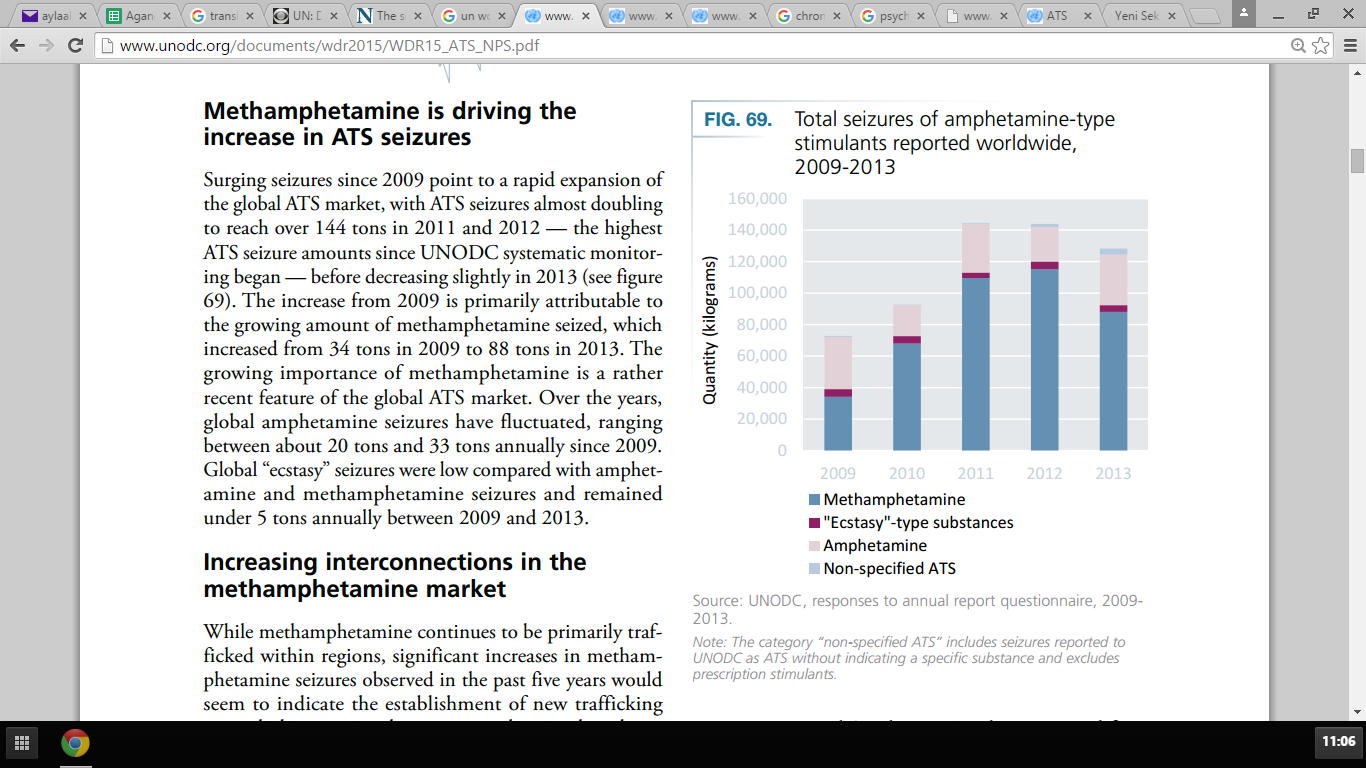 aylaal
Agan
transl
UN: D
The s
un wo
www.
www.
www.
chron
psych
www.
ATS
Yeni Sek
www.unodc.org/documents/wdr2015/WDR15_ATS_NPS.pdf
Methamphetamine is driving the
increase in ATS seizures
Surging seizures since 2009 point to a rapid expansion of
the global ATS market, with ATS seizures almost doubling
to reach over 144 tons in 2011 and 2012 — the highest
ATS seizure amounts since UNODC systematic monitor-
ing began — before decreasing slightly in 2013 (see figure
69). The increase from 2009 is primarily attributable to
the growing amount of methamphetamine seized, which
increased from 34 tons in 2009 to 88 tons in 2013. The
growing importance of methamphetamine is a rather
recent feature of the global ATS market. Over the years,
global amphetamine seizures have fluctuated, ranging
between about 20 tons and 33 tons annually since 2009.
Global “ecstasy” seizures were low compared with amphet-
amine and methamphetamine seizures and remained
under 5 tons annually between 2009 and 2013.
Increasing interconnections in the
methamphetamine market
While methamphetamine continues to be primarily traf-
ficked within regions, significant increases in metham-
phetamine seizures observed in the past five years would
seem to indicate the establishment of new trafficking
FIG. 69.
Total seizures of amphetamine-type
stimulants reported worldwide,
2009-2013
Quantity (kilograms)
160,000
140,000
120,000
100,000
80,000
60,000
40,000
20,000
0
2009 2010 2011 2012 2013
Methamphetamine
"Ecstasy"-type substances
Amphetamine
Non-specified ATS
Source: UNODC, responses to annual report questionnaire, 2009-
2013.
Note: The category “non-specified ATS” includes seizures reported to
UNODC as ATS without indicating a specific substance and excludes
prescription stimulants.
11:06